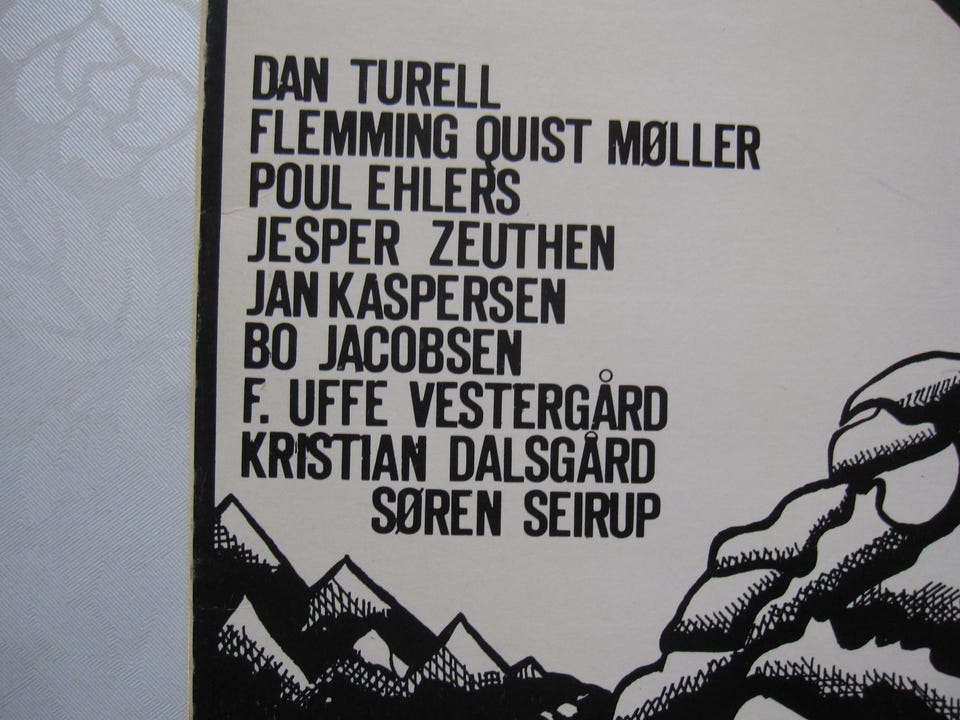 DAN TURELL
FLEMMING QUIST MØLLER
POUL EHLERS
JESPER ZEUTHEN
JAN KASPERSEN
BO JACOBSEN
F. UFFE VESTERGÅRD
KRISTIAN DALSGÅRD
SØREN SEIRUP